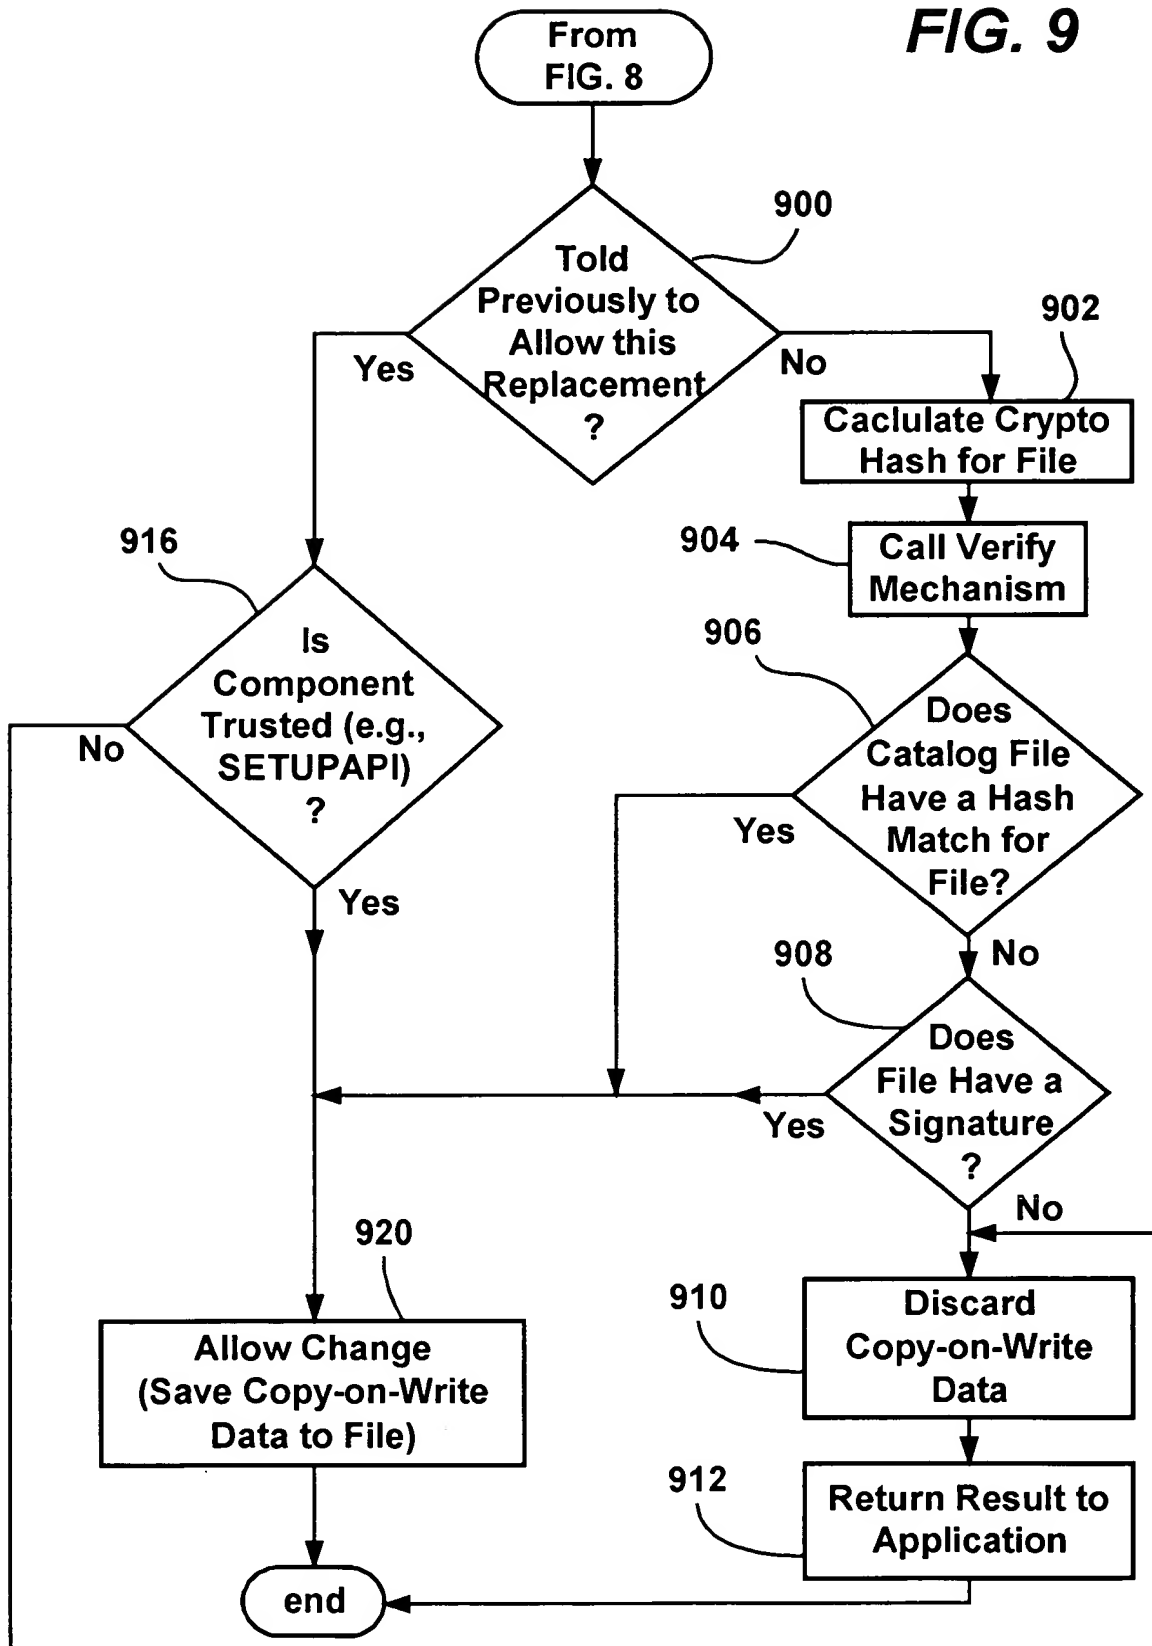 FIG. 9
From
FIG. 8
900
Told
Previously to
Allow this
Replacement
?
Yes
No
902
Caclulate Crypto
Hash for File
904
Call Verify
Mechanism
916
Is
Component
Trusted (e.g.,
SETUPAPI)
?
No
Yes
906
Does
Catalog File
Have a Hash
Match for
File?
Yes
No
908
Does
File Have a
Signature
?
Yes
No
920
Allow Change
(Save Copy-on-Write
Data to File)
910
Discard
Copy-on-Write
Data
912
Return Result to
Application
end